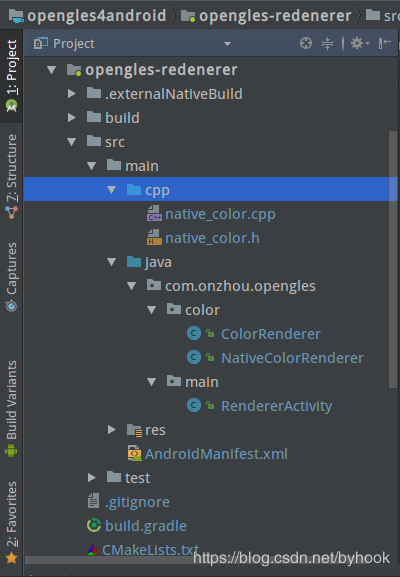 opengles4android opengles-redenerer src
1: Project
Project
opengles-redenerer
.externalNativeBuild
build
src
main
cpp
native_color.cpp
native_color.h
java
com.onzhou.opengles
color
ColorRenderer
NativeColorRenderer
main
RendererActivity
res
AndroidManifest.xml
test
.gitignore
build.gradle
CMakeLists.txt
7: Structure
Captures
Build Variants
2: Favorites
https://blog.csdn.net/byhook